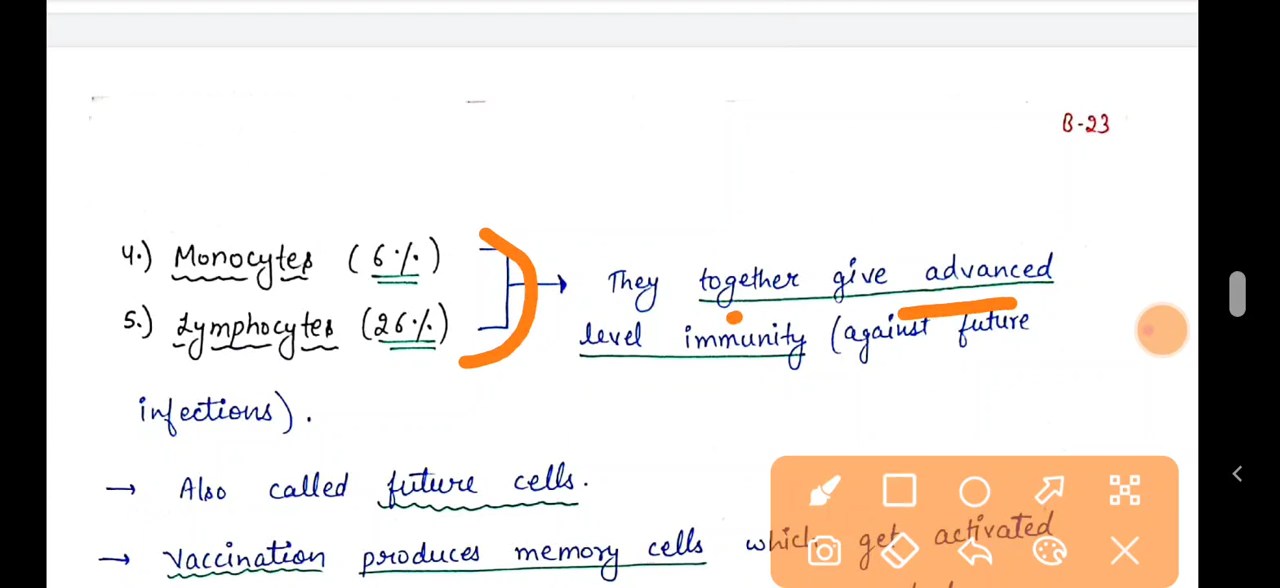 B-23
4.) Monocytes (6%)
5.) Lymphocytes (26%)
They together give advanced
level immunity (against future
infections).
→ Also called future cells.
→ Vaccination produces memory cells which get activated